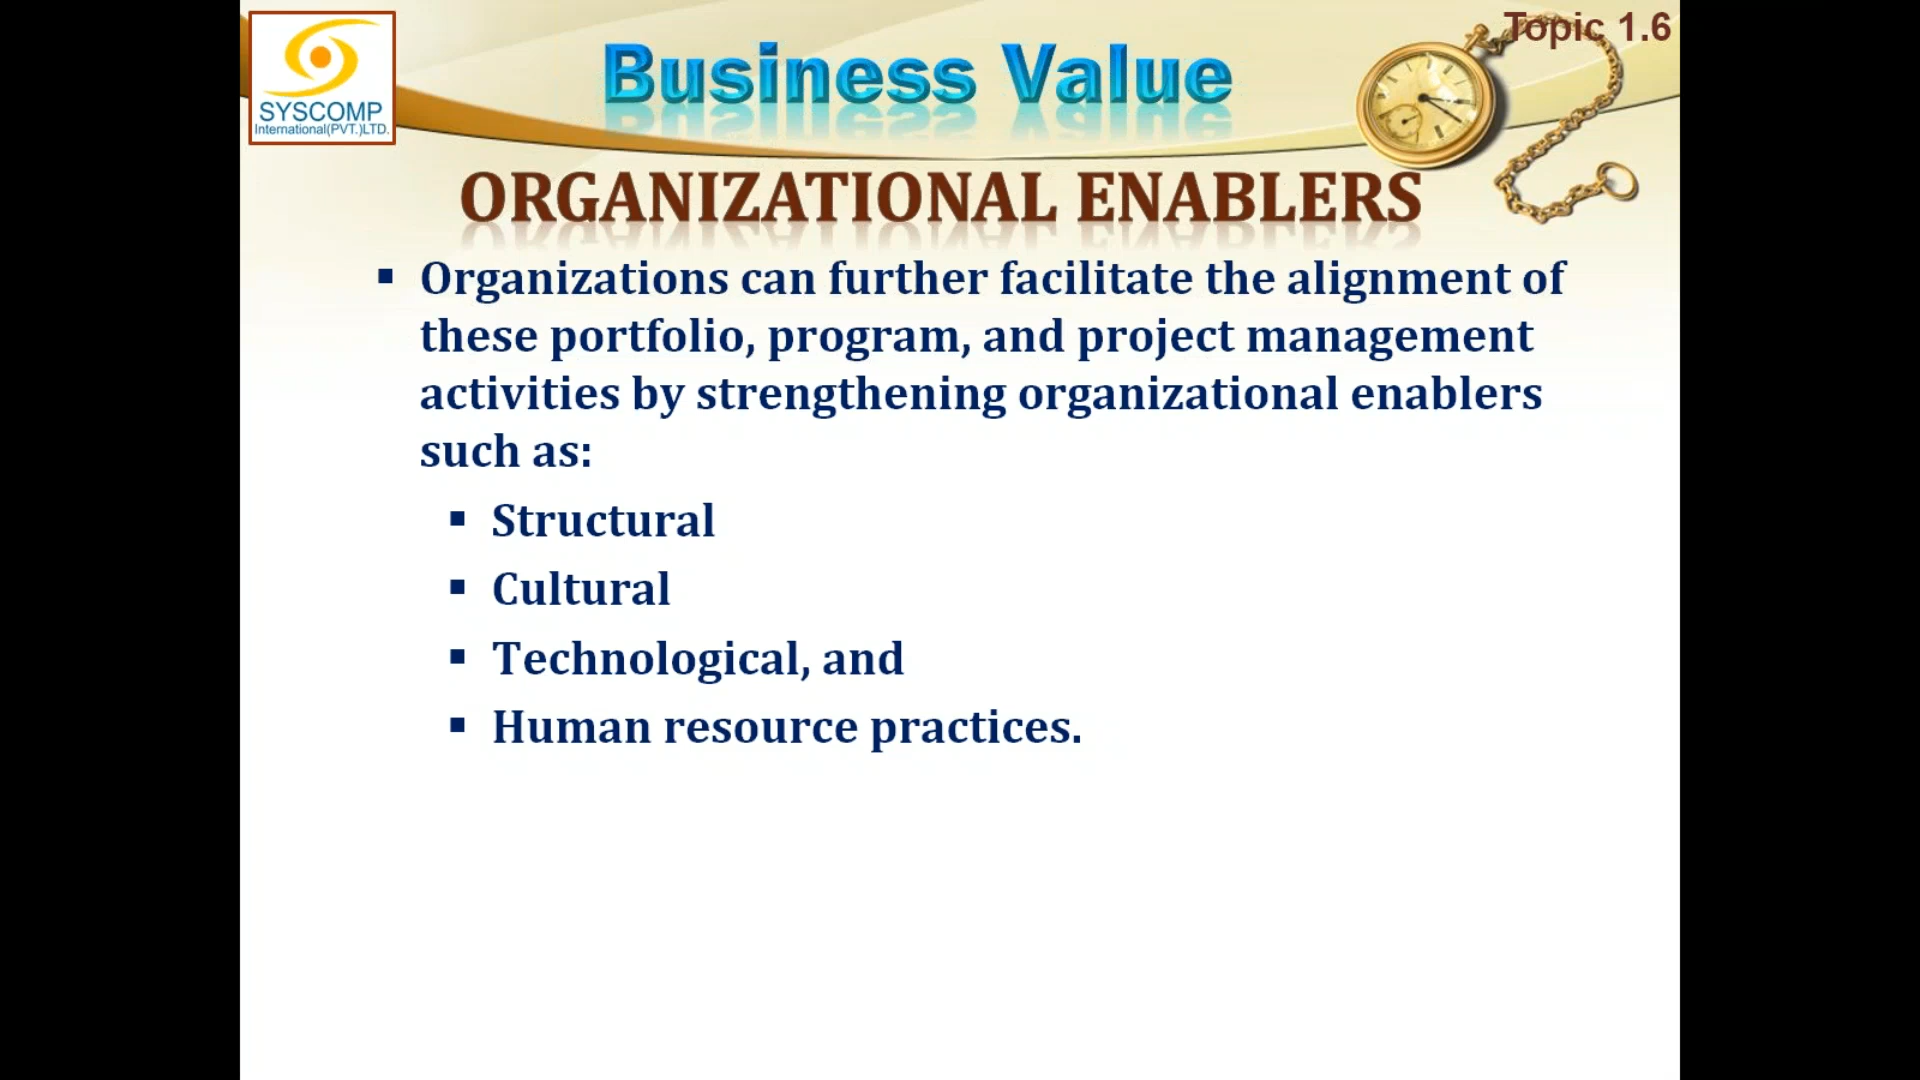 Topic 1.6
SYSCOMP
International(PVT.)LTD.
Business Value
ORGANIZATIONAL ENABLERS
▪ Organizations can further facilitate the alignment of
these portfolio, program, and project management
activities by strengthening organizational enablers
such as:
▪ Structural
▪ Cultural
▪ Technological, and
▪ Human resource practices.